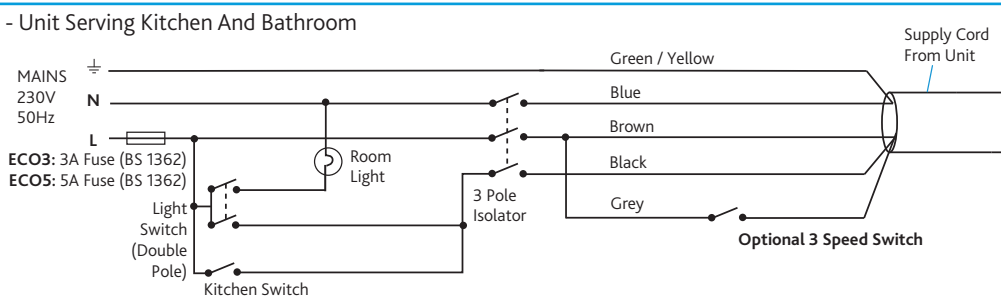 - Unit Serving Kitchen And Bathroom
Supply Cord
From Unit
MAINS
230V
50Hz
N
L
Green / Yellow
Blue
Brown
Black
Grey
ECO3: 3A Fuse (BS 1362)
ECO5: 5A Fuse (BS 1362)
Room
Light
Light
Switch
(Double
Pole)
3 Pole
Isolator
Optional 3 Speed Switch
Kitchen Switch